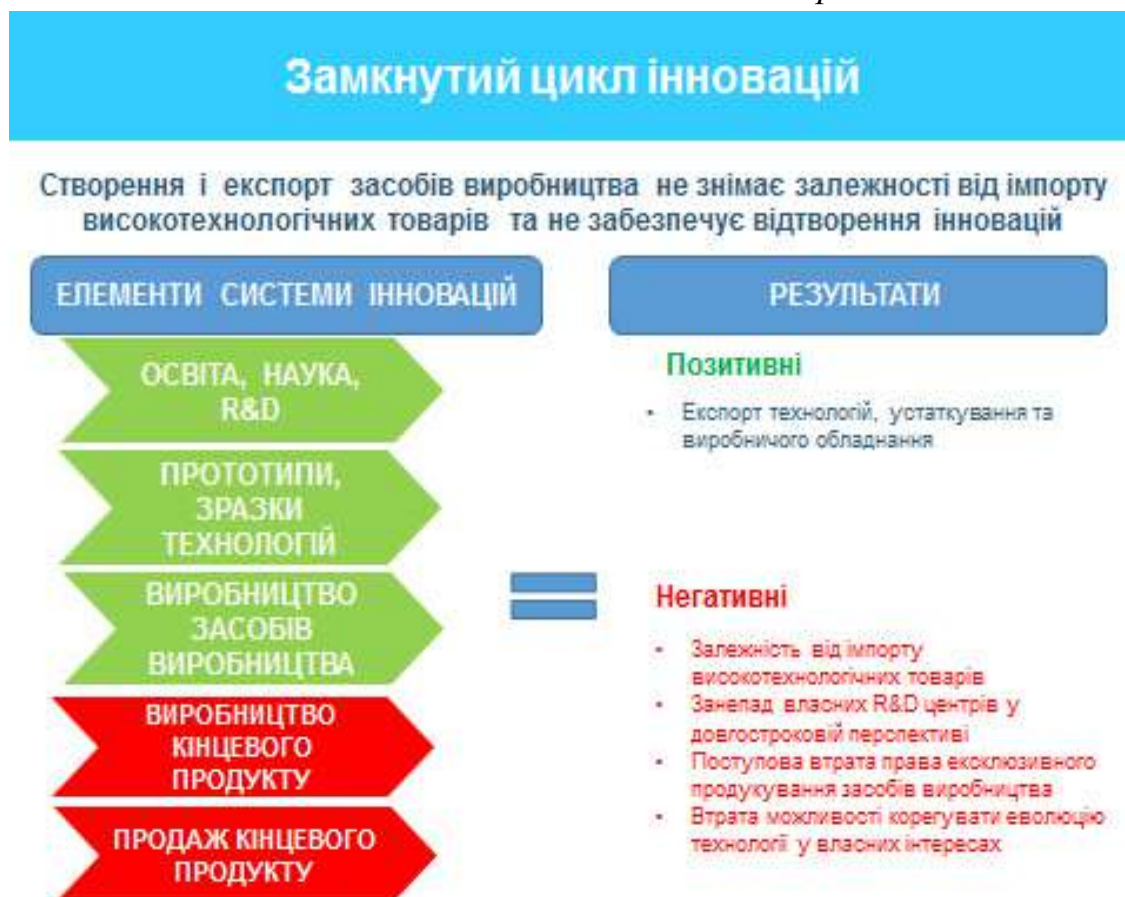 Замкнутий цикл інновацій
Створення і експорт засобів виробництва не знімає залежності від імпорту
високотехнологічних товарів та не забезпечує відтворення інновацій
ЕЛЕМЕНТИ СИСТЕМИ ІННОВАЦІЙ
ОСВІТА, НАУКА,
R&D
ПРОТОТИПИ,
ЗРАЗКИ
ТЕХНОЛОГІЙ
ВИРОБНИЦТВО
ЗАСОБІВ
ВИРОБНИЦТВА
ВИРОБНИЦТВО
КІНЦЕВОГО
ПРОДУКТУ
ПРОДАЖ КІНЦЕВОГО
ПРОДУКТУ
РЕЗУЛЬТАТИ
Позитивні
• Експорт технологій, устаткування та
виробничого обладнання
Негативні
• Залежність від імпорту
високотехнологічних товарів
• Занепад власних R&D центрів у
довгостроковій перспективі
• Поступова втрата права ексклюзивного
продукування засобів виробництва
• Втрата можливості корегувати еволюцію
технології у власних інтересах